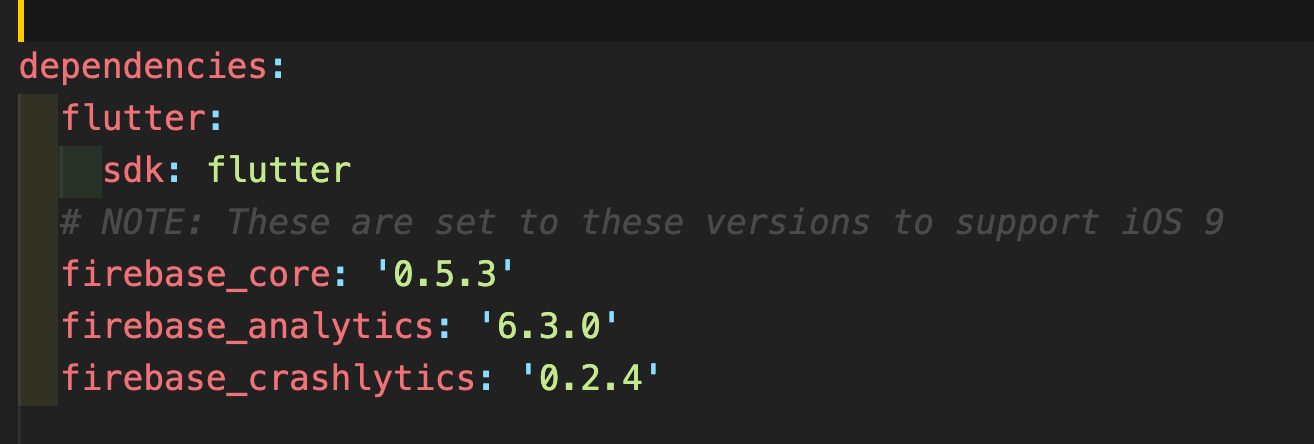 dependencies:
  flutter:
    sdk: flutter
  # NOTE: These are set to these versions to support iOS 9
  firebase_core: '0.5.3'
  firebase_analytics: '6.3.0'
  firebase_crashlytics: '0.2.4'